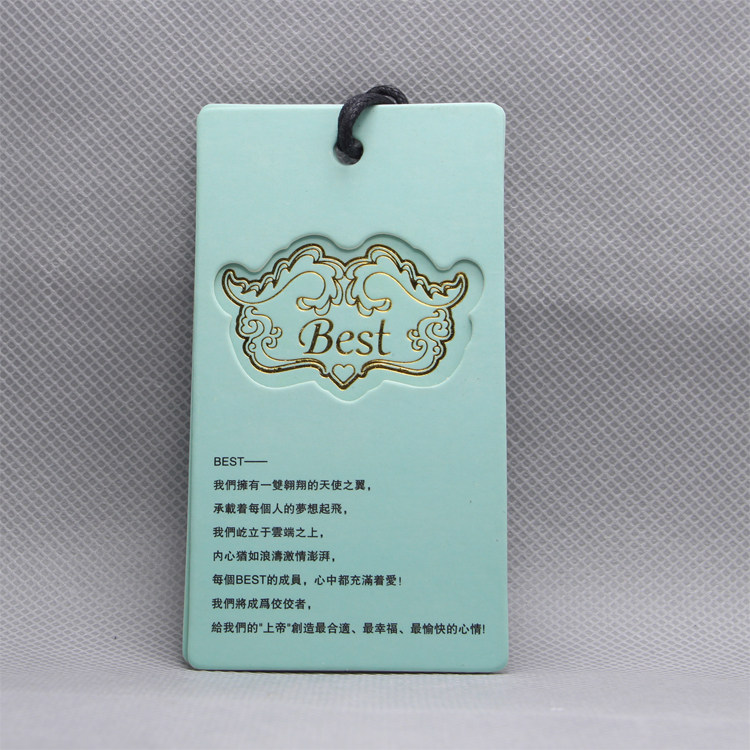 Best
BEST——
我們擁有一雙翱翔的天使之翼，
承載着每個人的夢想起飛，
我們屹立于雲端之上，
内心猶如浪濤激情澎湃，
每個BEST的成員，心中都充滿着愛！
我們將成爲佼佼者，
給我們的"上帝"創造最合適、最幸福、最愉快的心情!